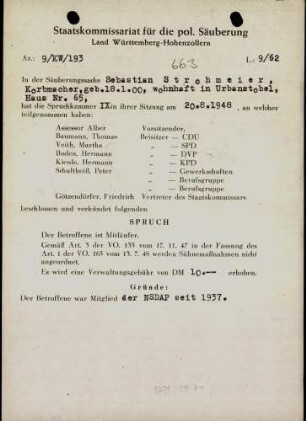 Staatskommissariat für die pol. Säuberung
Land Württemberg-Hohenzollern
Az.: 9/KW/193
L.: 9/62
663
In der Säuberungssache Sebastian Strohmeier,
Korbmacher, geb. 18.1.00, wohnhaft in Urbanstobel,
Haus Nr. 65,
hat die Spruchkammer IX in ihrer Sitzung am 20.8.1948 , an welcher
teilgenommen haben:
Assessor Alber Vorsitzender,
Baumann, Thomas Beisitzer — CDU
Veith, Martha „ — SPD
Boden, Hermann „ — DVP
Kienle, Hermann „ — KPD
Schultheiß, Peter „ — Gewerkschaften
„ — Berufsgruppe
„ — Berufsgruppe
Götzendörfer, Friedrich Vertreter des Staatskommissars
beschlossen und verkündet folgenden
SPRUCH
Der Betroffene ist Mitläufer.
Gemäß Art. 3 der VO. 133 vom 17. 11. 47 in der Fassung des
Art. 1 der VO. 165 vom 13. 7. 48 werden Sühnemaßnahmen nicht
angeordnet.
Es wird eine Verwaltungsgebühr von DM 10.-- erhoben.
Gründe:
Der Betroffene war Mitglied der NSDAP seit 1937.